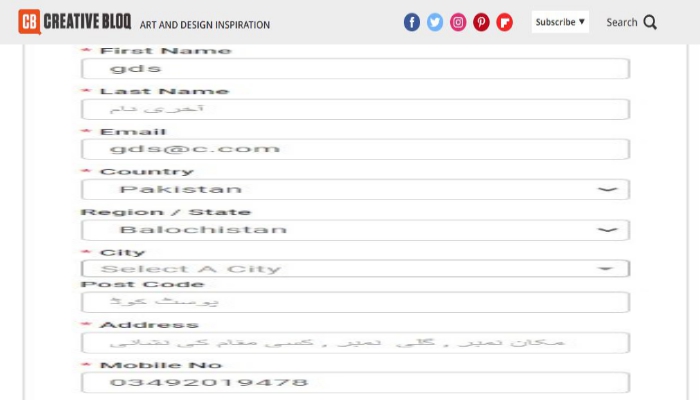 CB CREATIVE BLOQ ART AND DESIGN INSPIRATION Subscribe ▼ Search
* First Name
gds
* Last Name
آخری نام
* Email
gds@c.com
* Country
Pakistan
Region / State
Balochistan
* City
Select A City
Post Code
پوسٹ کوڈ
* Address
مکان نمبر , گلی نمبر , کسی مقام کی نشانی
* Mobile No
03492019478